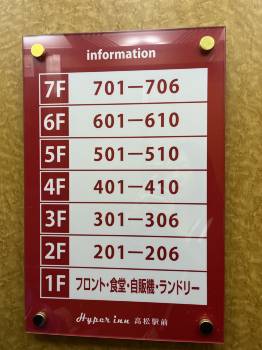 information
7F 701－706
6F 601－610
5F 501－510
4F 401－410
3F 301－306
2F 201－206
1F フロント・食堂・自販機・ランドリー
Hyper inn 高松駅前